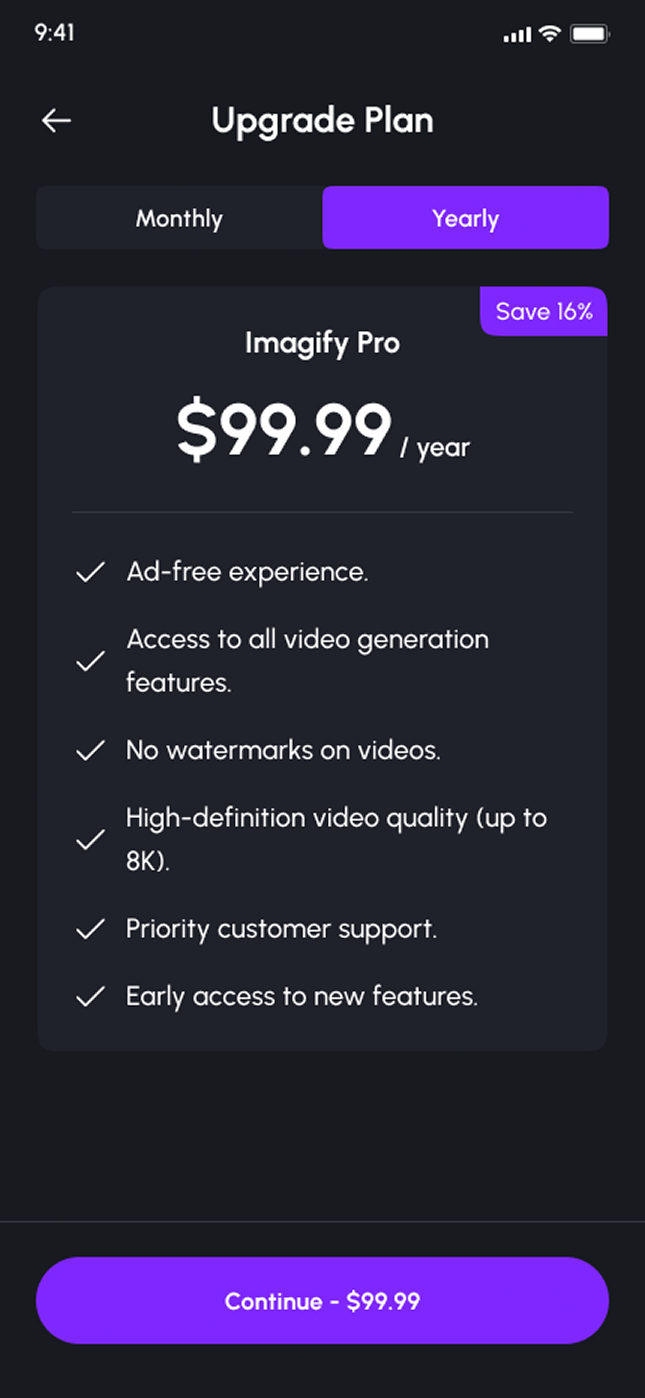 9:41
Upgrade Plan
Monthly
Yearly
Save 16%
Imagify Pro
$99.99 / year
Ad-free experience.
Access to all video generation
features.
No watermarks on videos.
High-definition video quality (up to
8K).
Priority customer support.
Early access to new features.
Continue - $99.99